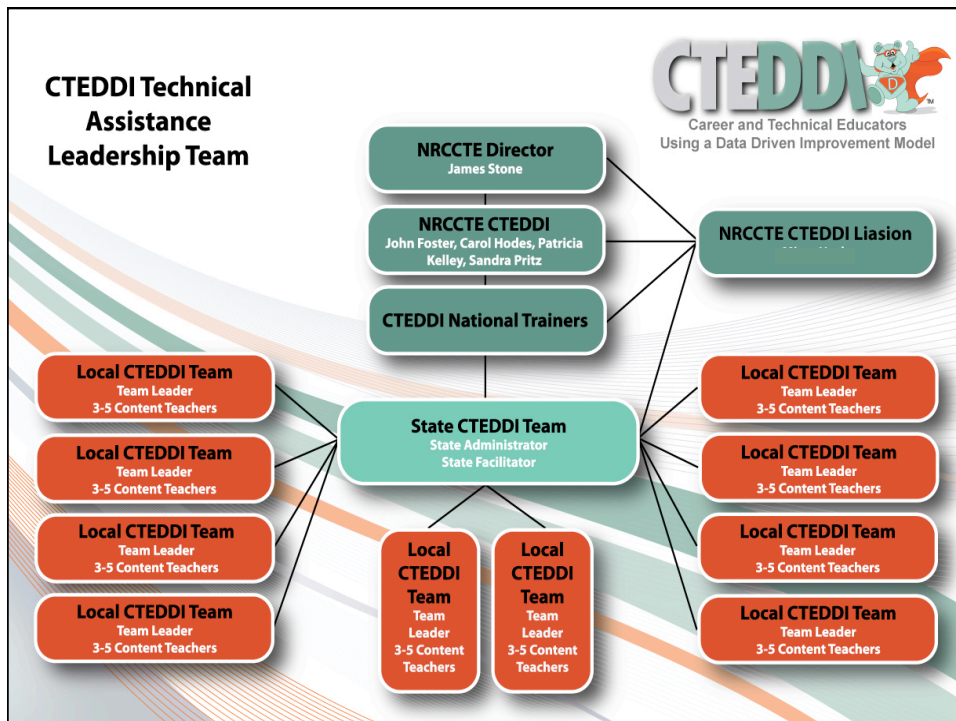 CTEDDI Technical
Assistance
Leadership Team
CTEDDI
D
TM
Career and Technical Educators
Using a Data Driven Improvement Model
NRCCTE Director
James Stone
NRCCTE CTEDDI
John Foster, Carol Hodes, Patricia
Kelley, Sandra Pritz
NRCCTE CTEDDI Liasion
CTEDDI National Trainers
Local CTEDDI Team
Team Leader
3-5 Content Teachers
Local CTEDDI Team
Team Leader
3-5 Content Teachers
Local CTEDDI Team
Team Leader
3-5 Content Teachers
Local CTEDDI Team
Team Leader
3-5 Content Teachers
State CTEDDI Team
State Administrator
State Facilitator
Local
CTEDDI
Team
Team
Leader
3-5 Content
Teachers
Local
CTEDDI
Team
Team
Leader
3-5 Content
Teachers
Local CTEDDI Team
Team Leader
3-5 Content Teachers
Local CTEDDI Team
Team Leader
3-5 Content Teachers
Local CTEDDI Team
Team Leader
3-5 Content Teachers
Local CTEDDI Team
Team Leader
3-5 Content Teachers